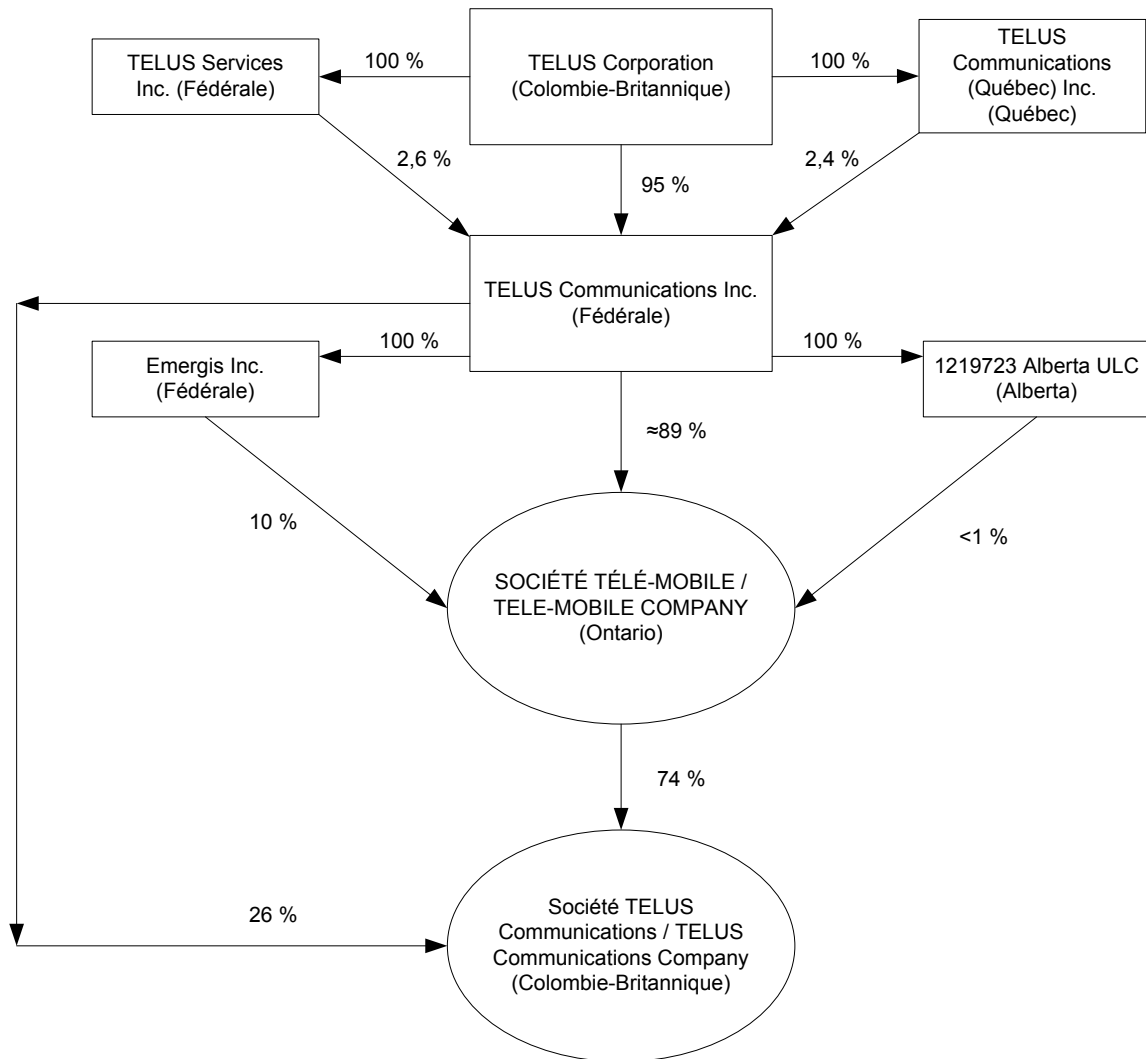 TELUS Services
Inc. (Fédérale)
100 %
TELUS Corporation
(Colombie-Britannique)
100 %
TELUS
Communications
(Québec) Inc.
(Québec)
2,6 %
95 %
2,4 %
TELUS Communications Inc.
(Fédérale)
Emergis Inc.
(Fédérale)
100 %
100 %
1219723 Alberta ULC
(Alberta)
≈89 %
10 %
<1 %
SOCIÉTÉ TÉLÉ-MOBILE /
TELE-MOBILE COMPANY
(Ontario)
74 %
26 %
Société TELUS
Communications / TELUS
Communications Company
(Colombie-Britannique)